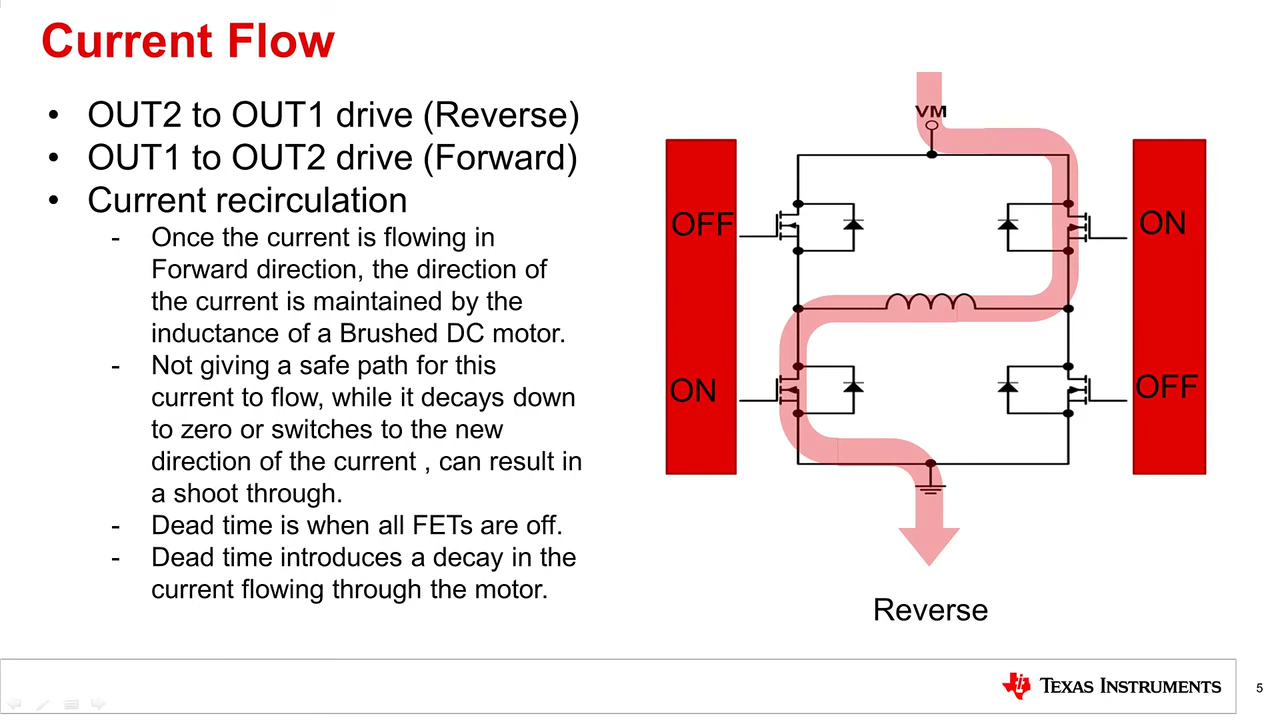 Current Flow
• OUT2 to OUT1 drive (Reverse)
• OUT1 to OUT2 drive (Forward)
• Current recirculation
- Once the current is flowing in
Forward direction, the direction of
the current is maintained by the
inductance of a Brushed DC motor.
- Not giving a safe path for this
current to flow, while it decays down
to zero or switches to the new
direction of the current , can result in
a shoot through.
- Dead time is when all FETs are off.
- Dead time introduces a decay in the
current flowing through the motor.
VM
OFF
ON
ON
OFF
Reverse
TEXAS INSTRUMENTS
5